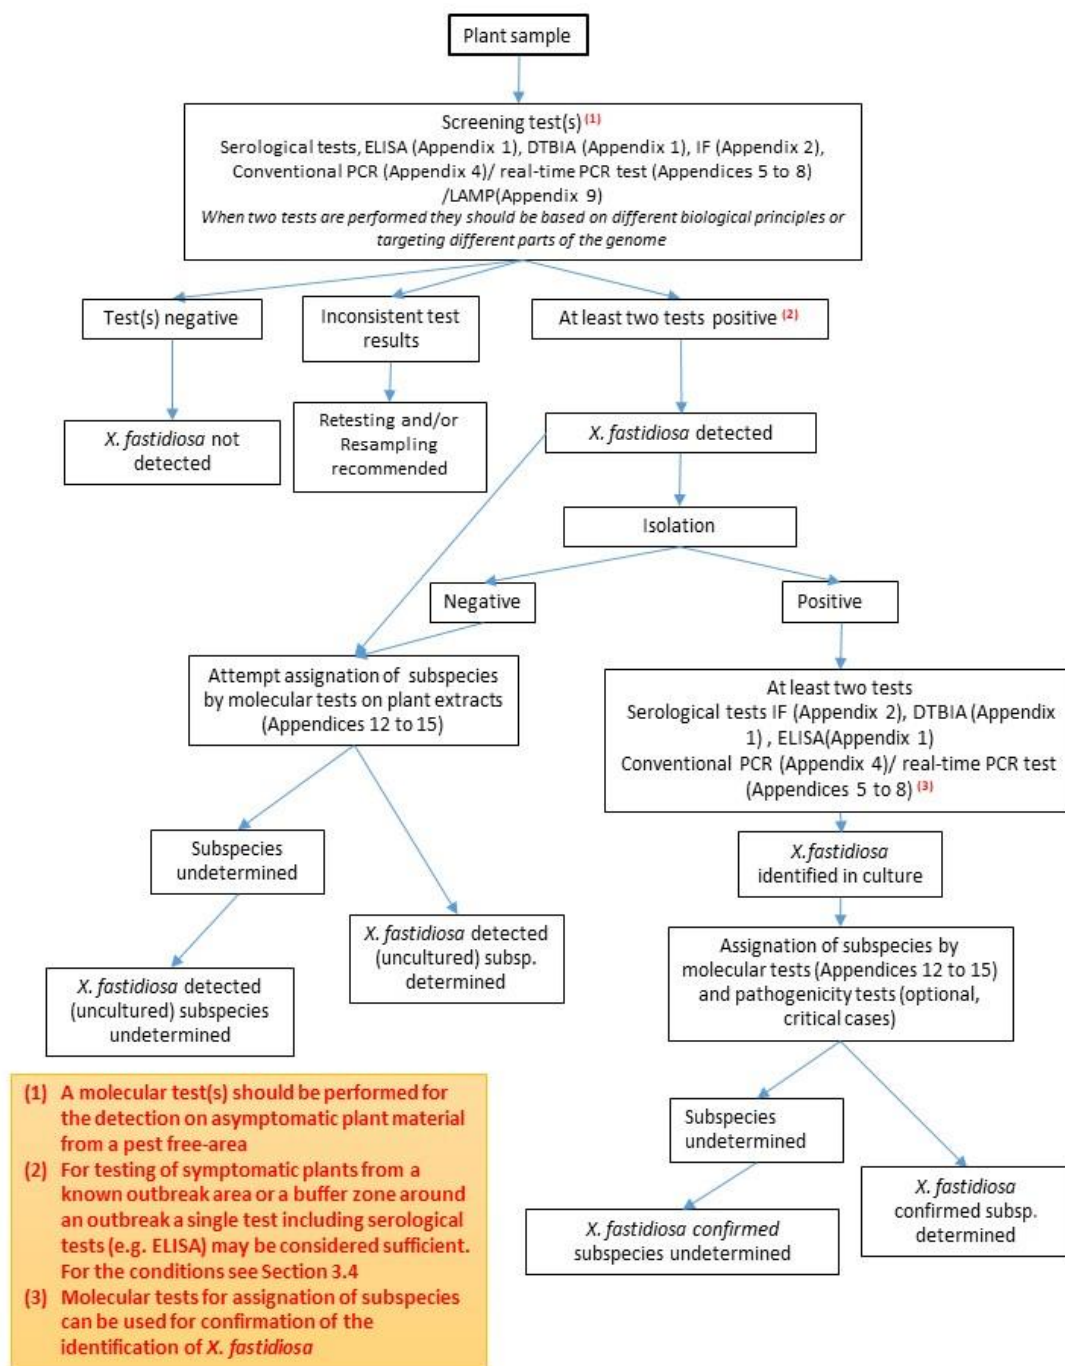 Plant sample
Screening test(s) (1)
Serological tests, ELISA (Appendix 1), DTBIA (Appendix 1), IF (Appendix 2),
Conventional PCR (Appendix 4)/ real-time PCR test (Appendices 5 to 8)
/LAMP(Appendix 9)
When two tests are performed they should be based on different biological principles or
targeting different parts of the genome
Test(s) negative
Inconsistent test
results
At least two tests positive (2)
X. fastidiosa not
detected
Retesting and/or
Resampling
recommended
X. fastidiosa detected
Isolation
Negative
Positive
Attempt assignation of subspecies
by molecular tests on plant extracts
(Appendices 12 to 15)
At least two tests
Serological tests IF (Appendix 2), DTBIA (Appendix
1) , ELISA(Appendix 1)
Conventional PCR (Appendix 4)/ real-time PCR test
(Appendices 5 to 8) (3)
Subspecies
undetermined
X.fastidiosa
identified in culture
X. fastidiosa detected
(uncultured) subsp.
determined
X. fastidiosa detected
(uncultured) subspecies
undetermined
Assignation of subspecies by
molecular tests (Appendices 12 to 15)
and pathogenicity tests (optional,
critical cases)
Subspecies
undetermined
X. fastidiosa
confirmed subsp.
determined
X. fastidiosa confirmed
subspecies undetermined
(1) A molecular test(s) should be performed for
the detection on asymptomatic plant material
from a pest free-area
(2) For testing of symptomatic plants from a
known outbreak area or a buffer zone around
an outbreak a single test including serological
tests (e.g. ELISA) may be considered sufficient.
For the conditions see Section 3.4
(3) Molecular tests for assignation of subspecies
can be used for confirmation of the
identification of X. fastidiosa